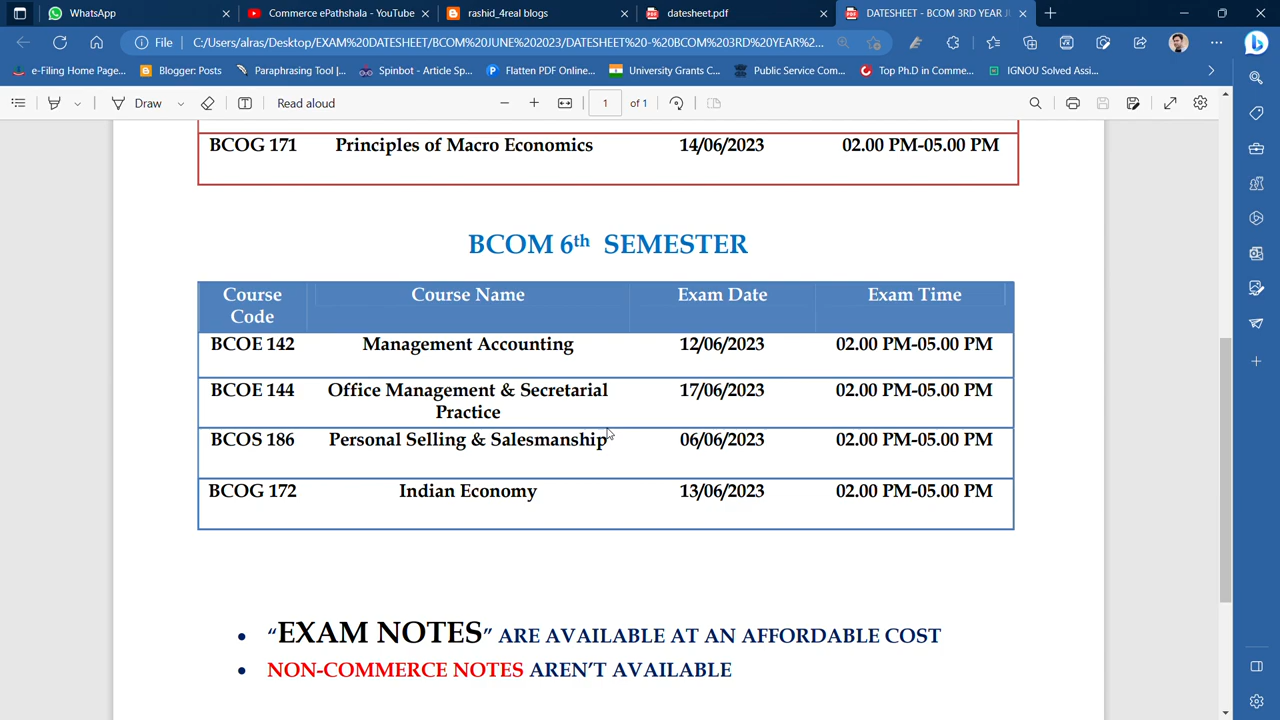 WhatsApp
Commerce ePathshala - YouTube
rashid_4real blogs
datesheet.pdf
DATESHEET - BCOM 3RD YEAR J
File
C:/Users/alras/Desktop/EXAM%20DATESHEET/BCOM%20JUNE%202023/DATESHEET%20-%20BCOM%203RD%20YEAR%2...
e-Filing Home Page...
Blogger: Posts
Paraphrasing Tool |...
Spinbot - Article Sp...
Flatten PDF Online...
University Grants C...
Public Service Com...
Top Ph.D in Comme...
IGNOU Solved Assi...
Draw
Read aloud
1
of 1
BCOG 171 Principles of Macro Economics 14/06/2023 02.00 PM-05.00 PM
BCOM 6th SEMESTER
Course Code Course Name Exam Date Exam Time
BCOE 142 Management Accounting 12/06/2023 02.00 PM-05.00 PM
BCOE 144 Office Management & Secretarial 17/06/2023 02.00 PM-05.00 PM
Practice
BCOS 186 Personal Selling & Salesmanship 06/06/2023 02.00 PM-05.00 PM
BCOG 172 Indian Economy 13/06/2023 02.00 PM-05.00 PM
• “EXAM NOTES” ARE AVAILABLE AT AN AFFORDABLE COST
• NON-COMMERCE NOTES AREN’T AVAILABLE